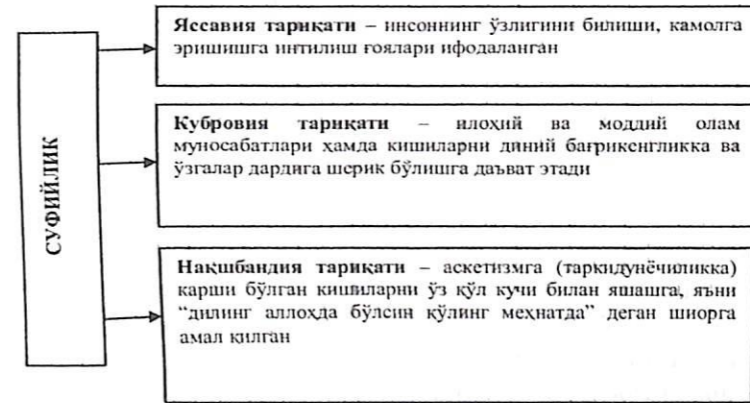 СУФИЙЛИК
Яссавия тариқати – инсоннинг ўзлигини билиши, камолга
эришишга интилиш ғоялари ифодаланган
Кубровия тариқати – илоҳий ва моддий олам
муносабатлари ҳамда кишиларни диний бағрикенгликка ва
ўзгалар дардига шерик бўлишга даъват этади
Нақшбандия тариқати – аскетизмга (таркидунёчиликка)
қарши бўлган кишиларни ўз қўл кучи билан яшашга, яъни
“дилинг аллоҳда бўлсин қўлинг меҳнатда” деган шиорга
амал қилган